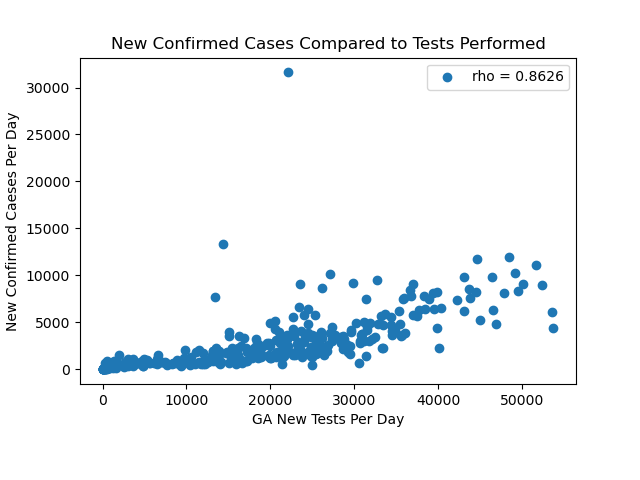 New Confirmed Cases Compared to Tests Performed
rho = 0.8626
30000
25000
20000
15000
10000
5000
0
New Confirmed Caeses Per Day
0 10000 20000 30000 40000 50000
GA New Tests Per Day